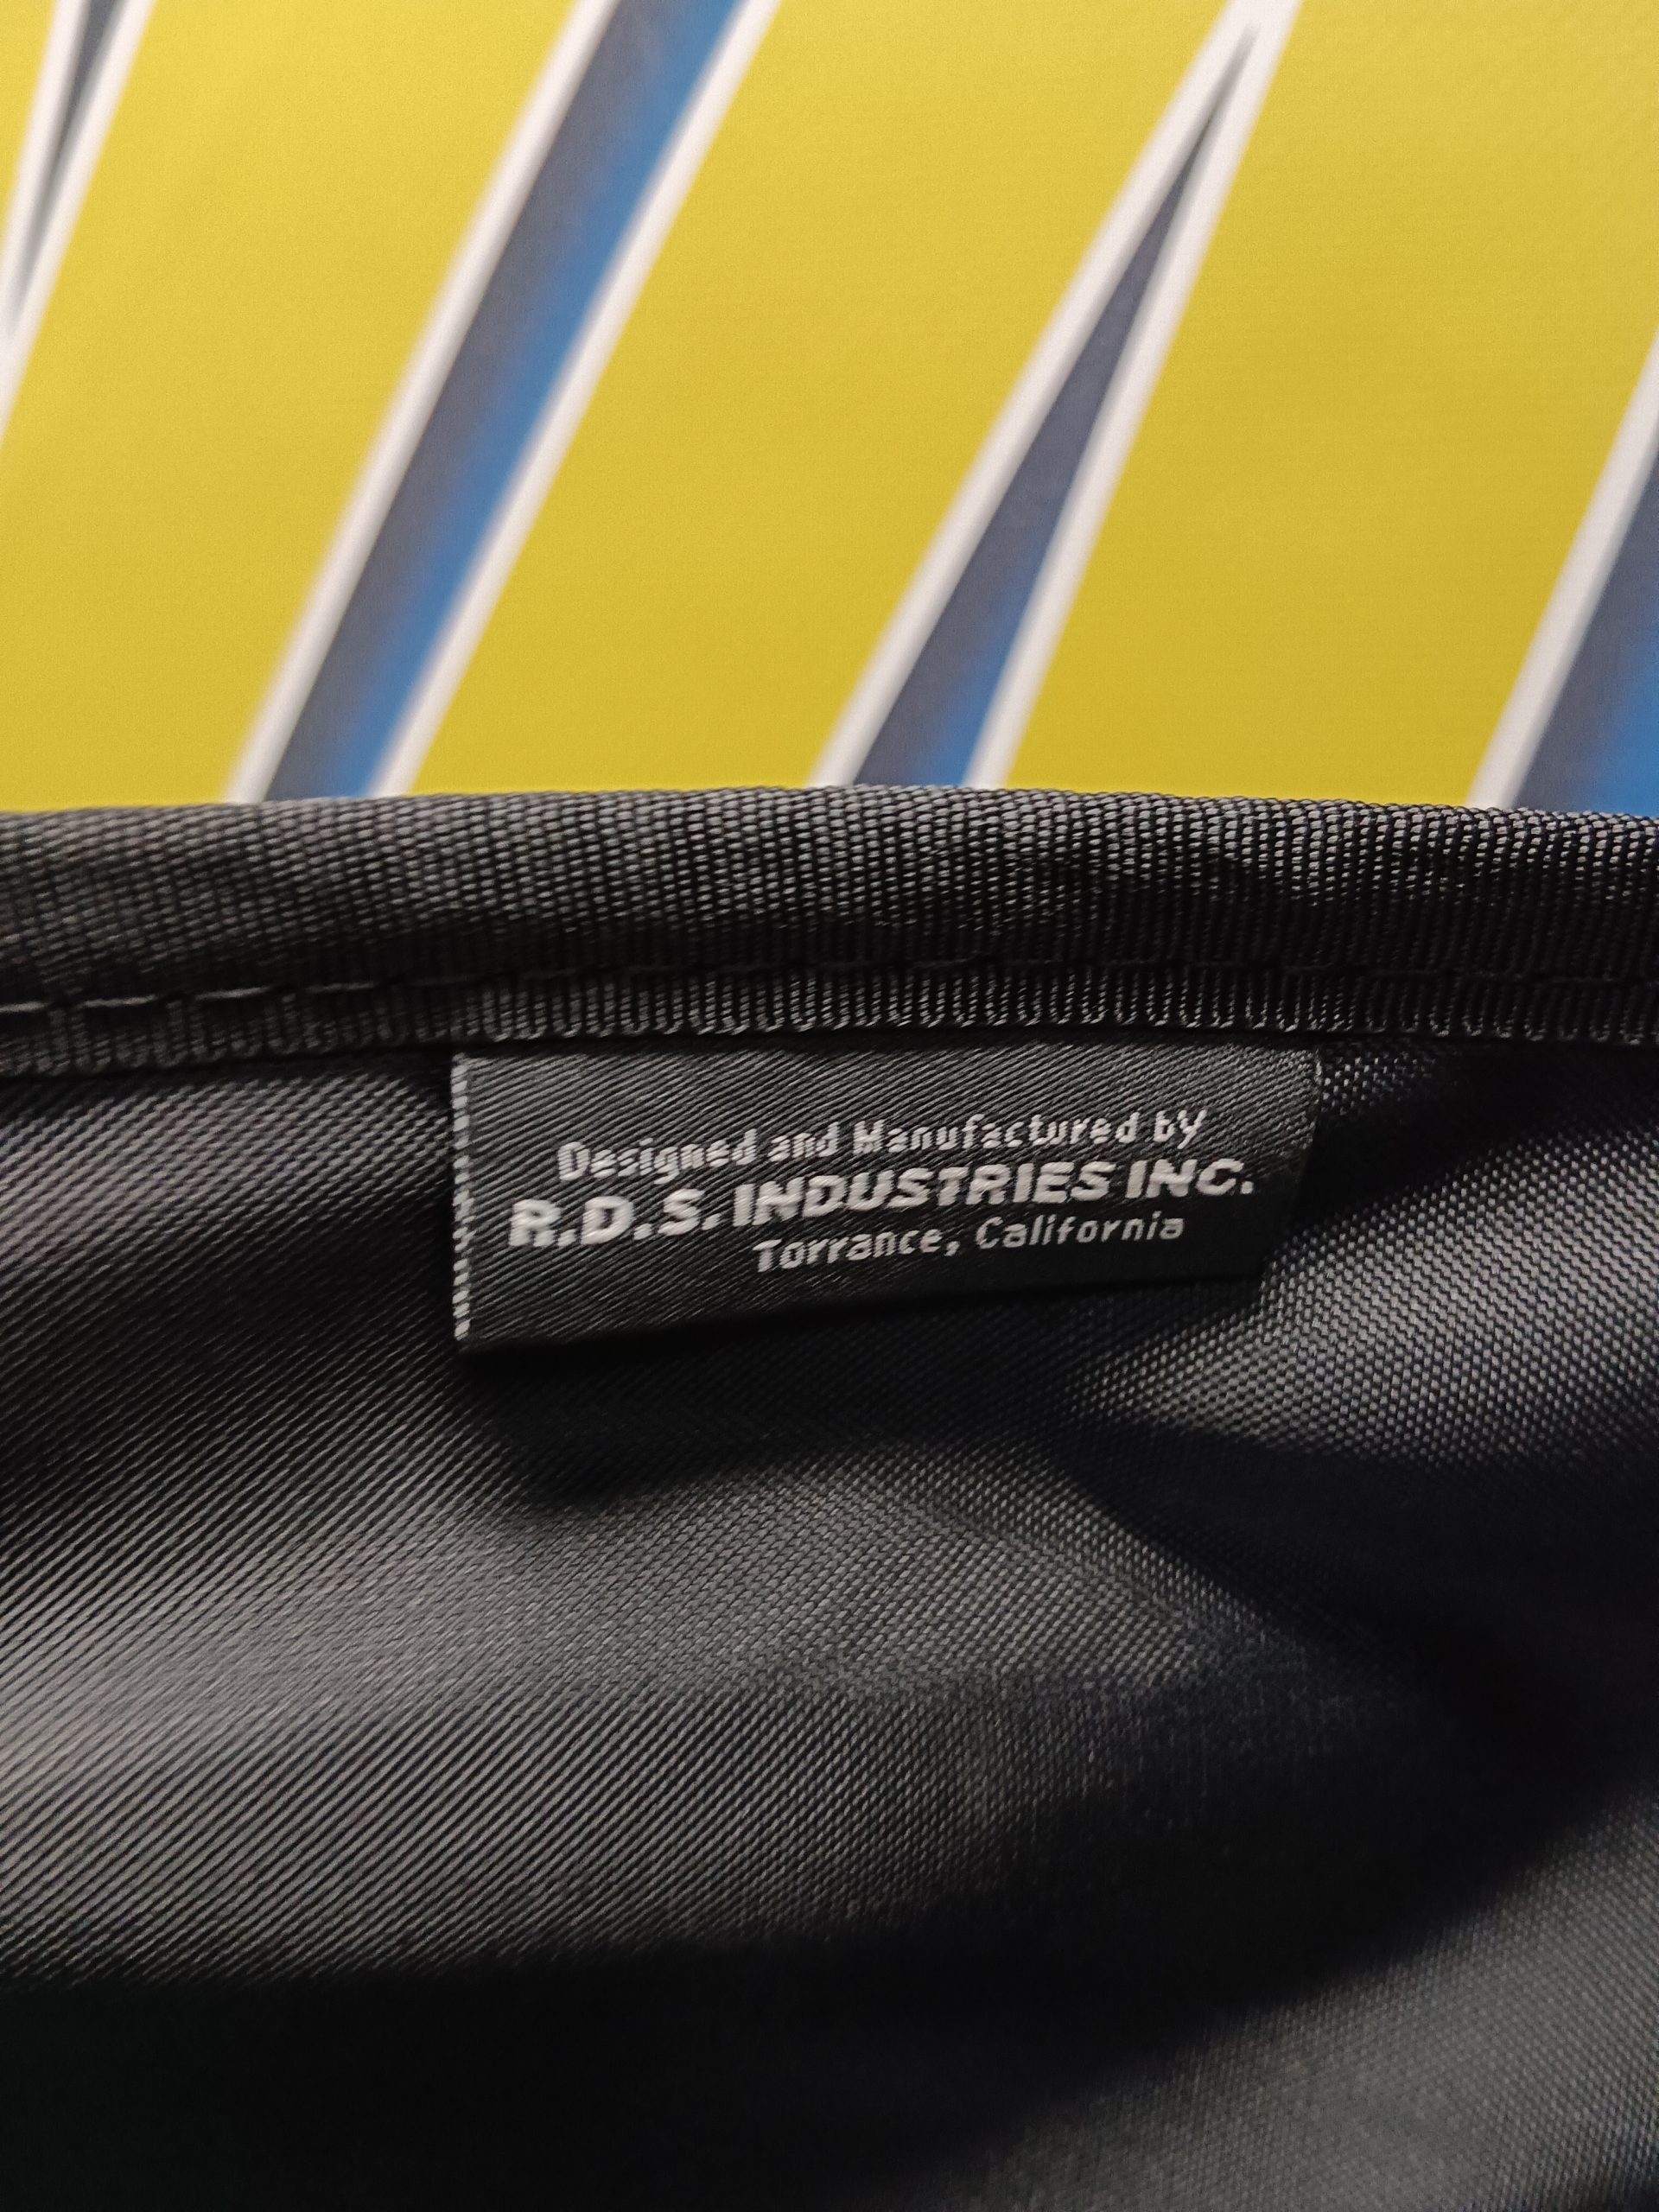 Designed and Manufactured by
R.D.S. INDUSTRIES INC.
Torrance, California